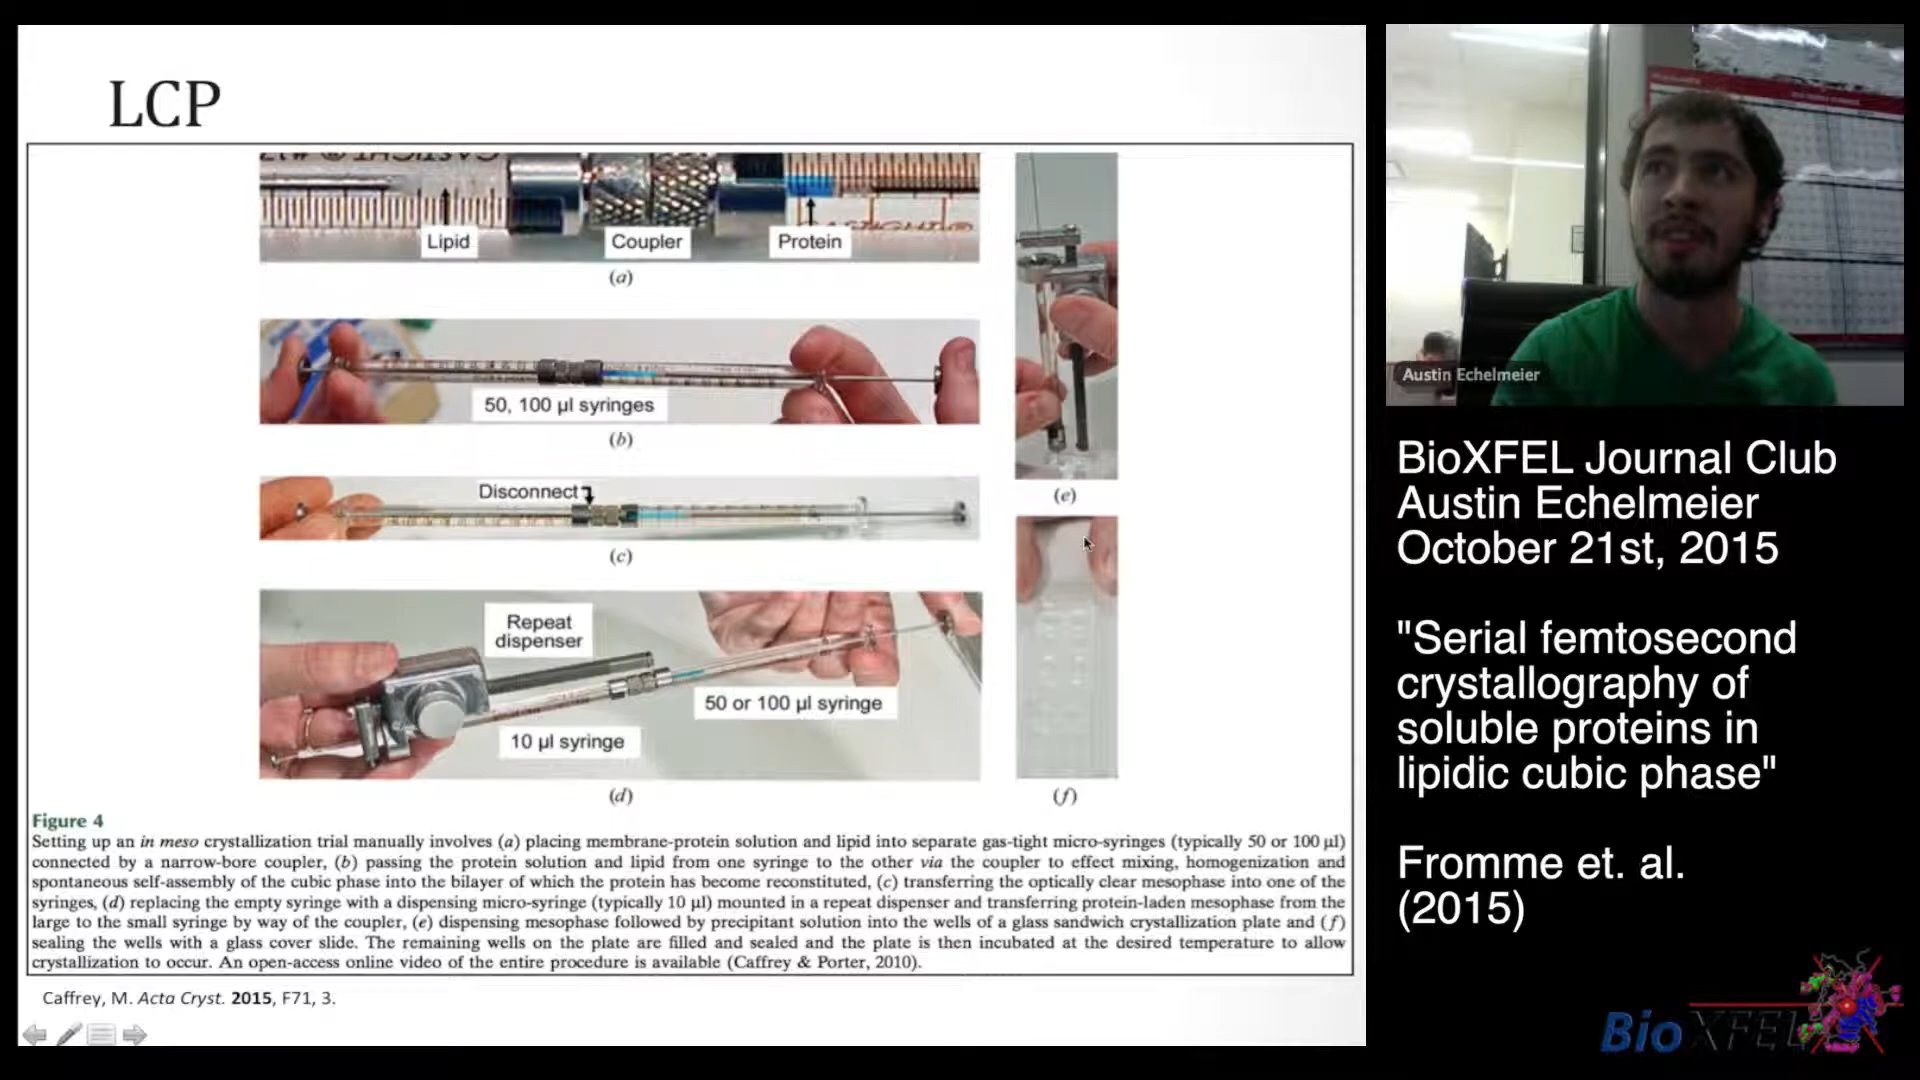 LCP
Lipid
Coupler
Protein
(a)
50, 100 µl syringes
(b)
Disconnect
(c)
Repeat
dispenser
50 or 100 µl syringe
10 µl syringe
(d)
(e)
(f)
Figure 4
Setting up an in meso crystallization trial manually involves (a) placing membrane-protein solution and lipid into separate gas-tight micro-syringes (typically 50 or 100 µl)
connected by a narrow-bore coupler, (b) passing the protein solution and lipid from one syringe to the other via the coupler to effect mixing, homogenization and
spontaneous self-assembly of the cubic phase into the bilayer of which the protein has become reconstituted, (c) transferring the optically clear mesophase into one of the
syringes, (d) replacing the empty syringe with a dispensing micro-syringe (typically 10 µl) mounted in a repeat dispenser and transferring protein-laden mesophase from the
large to the small syringe by way of the coupler, (e) dispensing mesophase followed by precipitant solution into the wells of a glass sandwich crystallization plate and (f)
sealing the wells with a glass cover slide. The remaining wells on the plate are filled and sealed and the plate is then incubated at the desired temperature to allow
crystallization to occur. An open-access online video of the entire procedure is available (Caffrey & Porter, 2010).
Caffrey, M. Acta Cryst. 2015, F71, 3.
Austin Echelmeier
BioXFEL Journal Club
Austin Echelmeier
October 21st, 2015
"Serial femtosecond
crystallography of
soluble proteins in
lipidic cubic phase"
Fromme et. al.
(2015)
BioXFEL